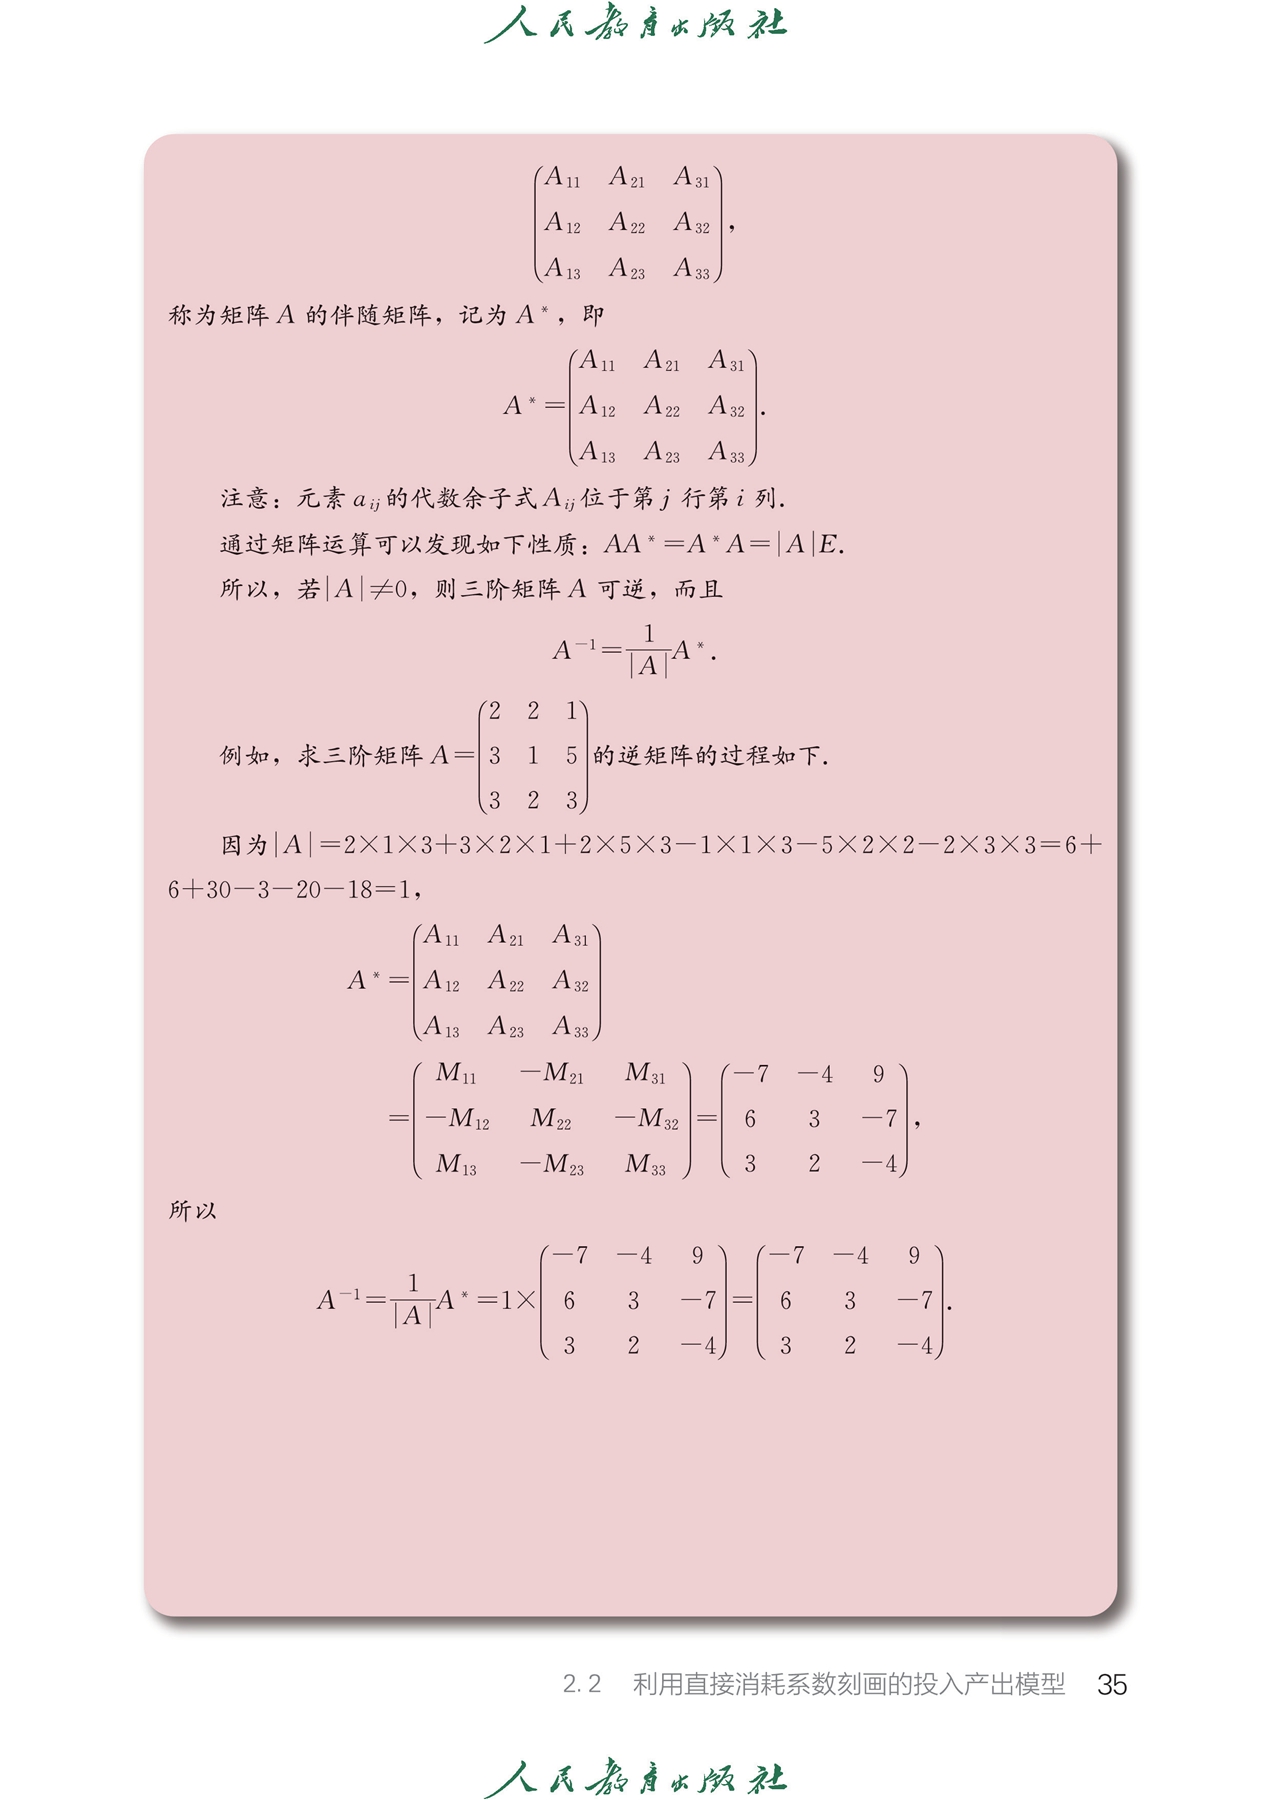 人民教育出版社
$$\begin{pmatrix} A_{11} & A_{21} & A_{31} \\ A_{12} & A_{22} & A_{32} \\ A_{13} & A_{23} & A_{33} \end{pmatrix},$$
称为矩阵 $A$ 的伴随矩阵，记为 $A^*$，即
$$A^*=\begin{pmatrix} A_{11} & A_{21} & A_{31} \\ A_{12} & A_{22} & A_{32} \\ A_{13} & A_{23} & A_{33} \end{pmatrix}.$$
注意：元素 $a_{ij}$ 的代数余子式 $A_{ij}$ 位于第 $j$ 行第 $i$ 列.
通过矩阵运算可以发现如下性质：$AA^*=A^*A=|A|E$.
所以，若$|A|\neq 0$，则三阶矩阵 $A$ 可逆，而且
$$A^{-1}=\frac{1}{|A|}A^*.$$
例如，求三阶矩阵 $A=\begin{pmatrix} 2 & 2 & 1 \\ 3 & 1 & 5 \\ 3 & 2 & 3 \end{pmatrix}$ 的逆矩阵的过程如下.
因为$|A|=2×1×3+3×2×1+2×5×3-1×1×3-5×2×2-2×3×3=6+$
$6+30-3-20-18=1$，
$$A^*=\begin{pmatrix} A_{11} & A_{21} & A_{31} \\ A_{12} & A_{22} & A_{32} \\ A_{13} & A_{23} & A_{33} \end{pmatrix}$$
$$=\begin{pmatrix} M_{11} & -M_{21} & M_{31} \\ -M_{12} & M_{22} & -M_{32} \\ M_{13} & -M_{23} & M_{33} \end{pmatrix}=\begin{pmatrix} -7 & -4 & 9 \\ 6 & 3 & -7 \\ 3 & 2 & -4 \end{pmatrix},$$
所以
$$A^{-1}=\frac{1}{|A|}A^*=1×\begin{pmatrix} -7 & -4 & 9 \\ 6 & 3 & -7 \\ 3 & 2 & -4 \end{pmatrix}=\begin{pmatrix} -7 & -4 & 9 \\ 6 & 3 & -7 \\ 3 & 2 & -4 \end{pmatrix}.$$
2.2 利用直接消耗系数刻画的投入产出模型 35
人民教育出版社